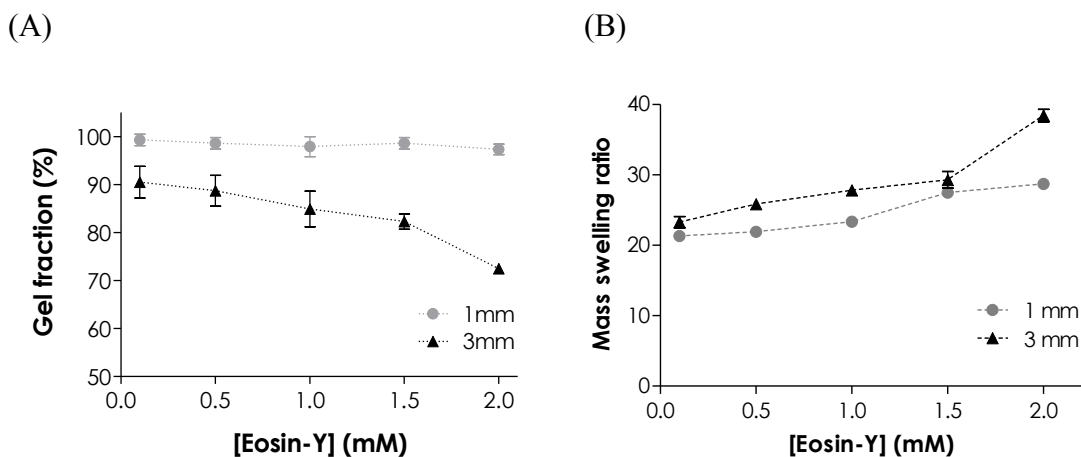 (A)
Gel fraction (%)
100
90
80
70
60
50
0.0 0.5 1.0 1.5 2.0
[Eosin-Y] (mM)
1mm
3mm
(B)
Mass swelling ratio
40
30
20
10
0
0.0 0.5 1.0 1.5 2.0
[Eosin-Y] (mM)
1 mm
3 mm